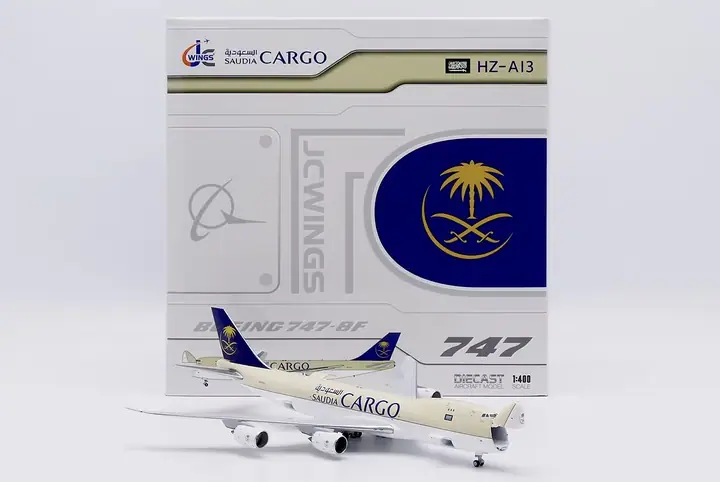 JC WINGS
السعودية
SAUDIA CARGO
HZ-A13
JCWINGS
BOEING 747-8F
747
CARGO
DIECAST
AIRCRAFT MODEL
1:400
SCALE
السعودية
SAUDIA CARGO